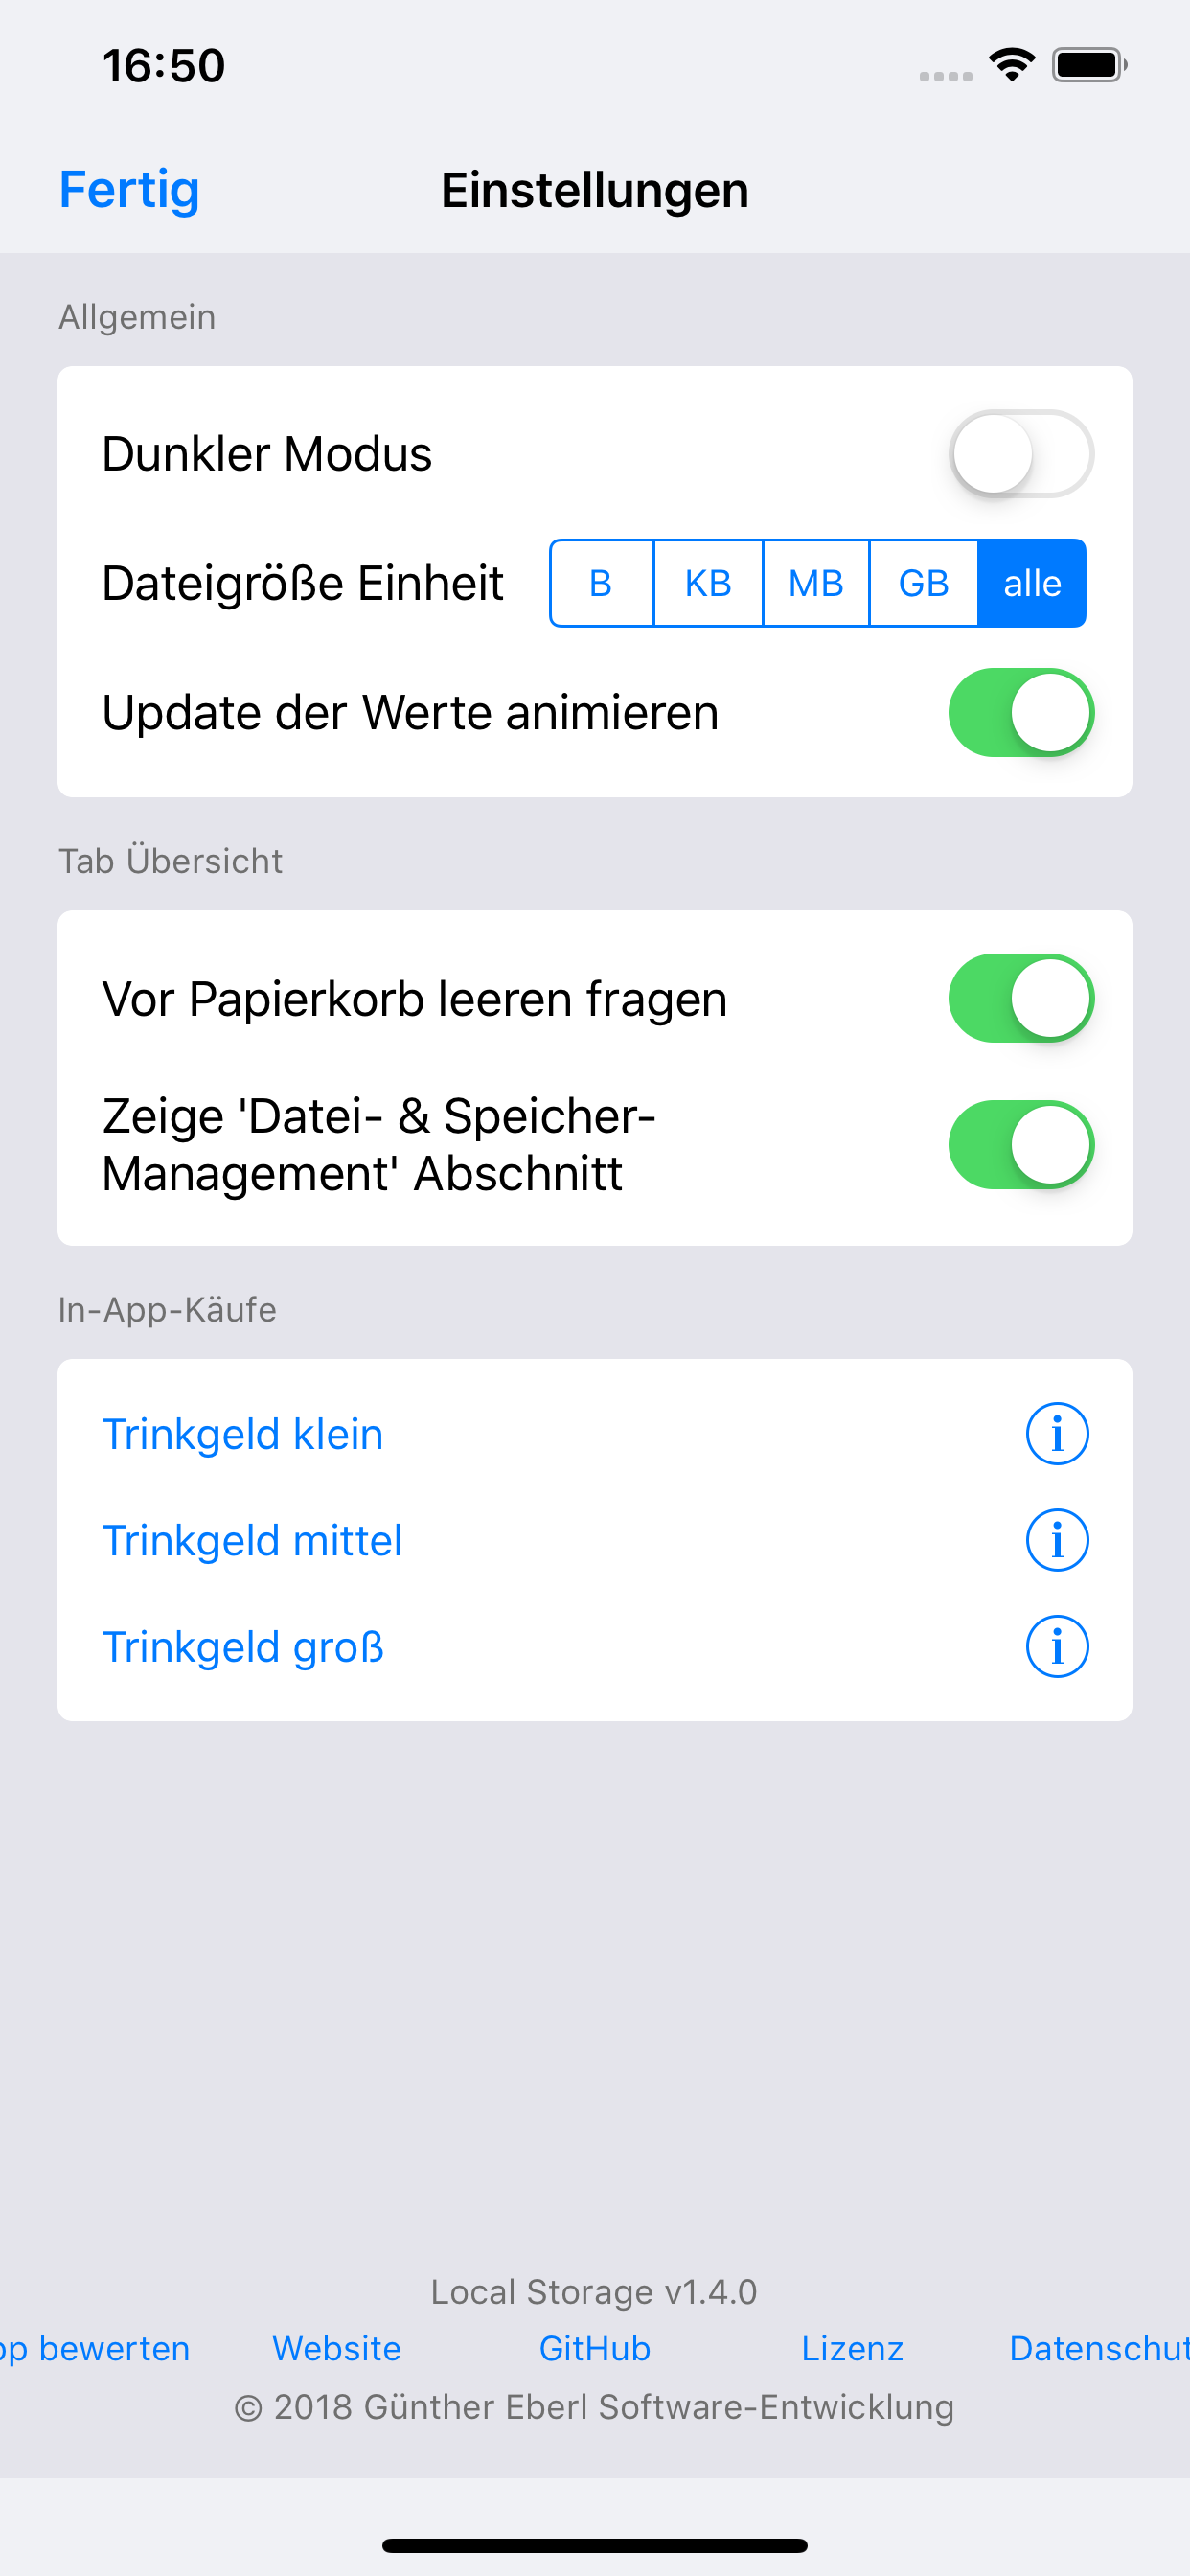 16:50
Fertig Einstellungen
Allgemein
Dunkler Modus
Dateigröße Einheit B KB MB GB alle
Update der Werte animieren
Tab Übersicht
Vor Papierkorb leeren fragen
Zeige 'Datei- & Speicher-
Management' Abschnitt
In-App-Käufe
Trinkgeld klein i
Trinkgeld mittel i
Trinkgeld groß i
Local Storage v1.4.0
pp bewerten Website GitHub Lizenz Datenschut
© 2018 Günther Eberl Software-Entwicklung